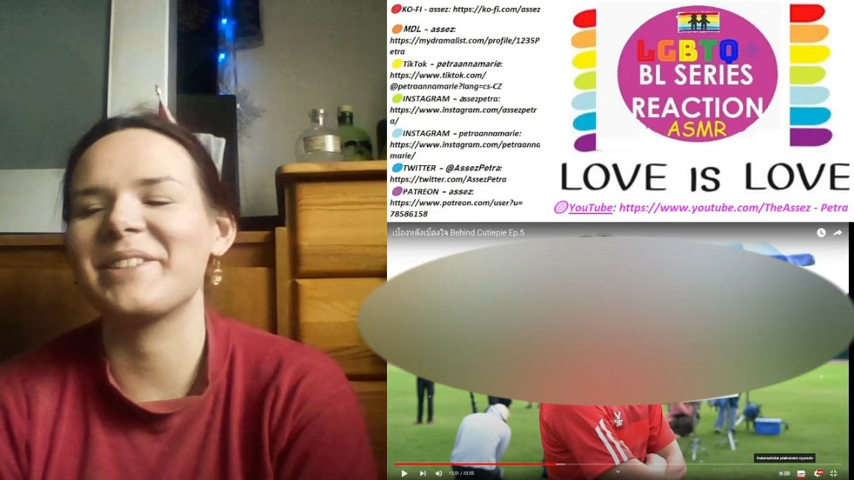 KO-FI - assez: https://ko-fi.com/assez
MDL - assez:
https://mydramalist.com/profile/1235P
etra
TikTok - petraannamarie:
https://www.tiktok.com/
@petraannamarie?lang=cs-CZ
INSTAGRAM - assezpetra:
https://www.instagram.com/assezpetr
a/
INSTAGRAM - petraannamarie:
https://www.instagram.com/petraanna
marie/
TWITTER - @AssezPetra:
https://twitter.com/AssezPetra
PATREON - assez:
https://www.patreon.com/user?u=
78586158
LGBTQ+
BL SERIES
REACTION
ASMR
LOVE IS LOVE
YouTube: https://www.youtube.com/TheAssez - Petra
เบื้องหลังเบื้องใจ Behind Cutiepie Ep.5